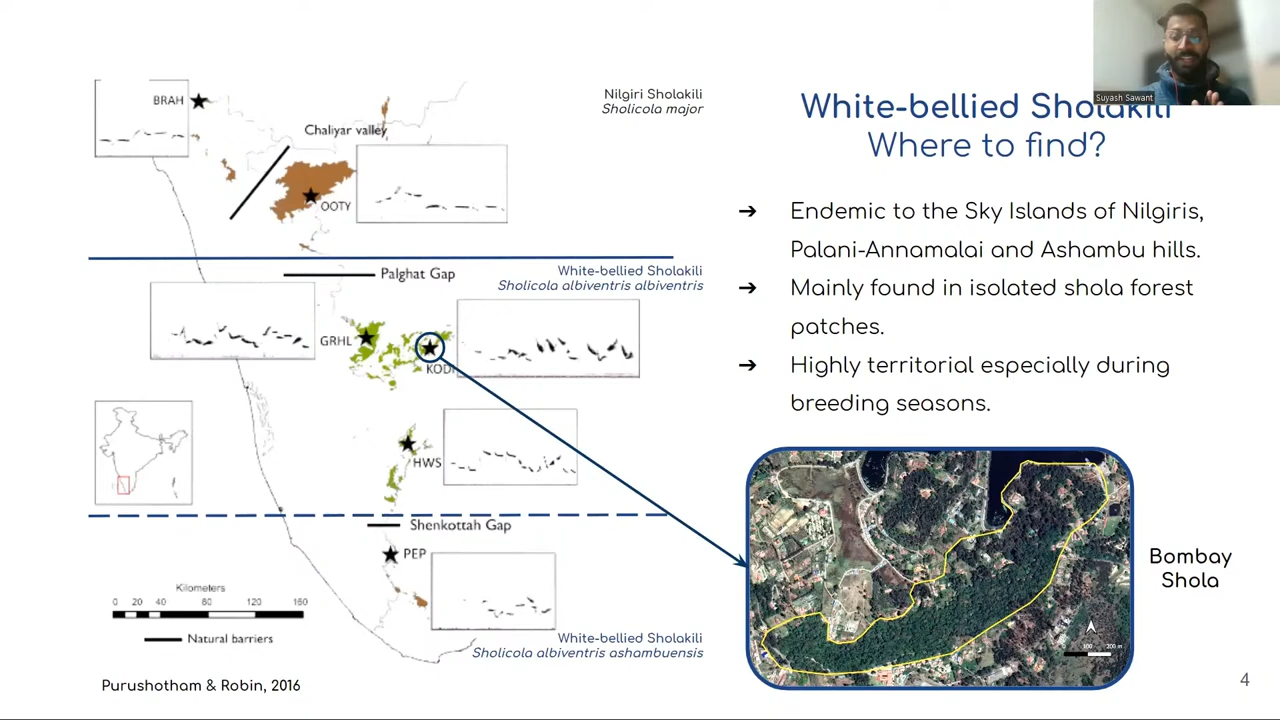 Suyash Sawant
White-bellied Sholakili
Where to find?
➔ Endemic to the Sky Islands of Nilgiris,
Palani-Annamalai and Ashambu hills.
➔ Mainly found in isolated shola forest
patches.
➔ Highly territorial especially during
breeding seasons.
BRAH
Nilgiri Sholakili
Sholicola major
Chaliyar valley
OOTY
Palghat Gap
White-bellied Sholakili
Sholicola albiventris albiventris
GRHL
KODI
HWS
Shenkottah Gap
PEP
Kilometers
0 20 40 80 120 160
Natural barriers
White-bellied Sholakili
Sholicola albiventris ashambuensis
Purushotham & Robin, 2016
Bombay
Shola
100 200 m
4